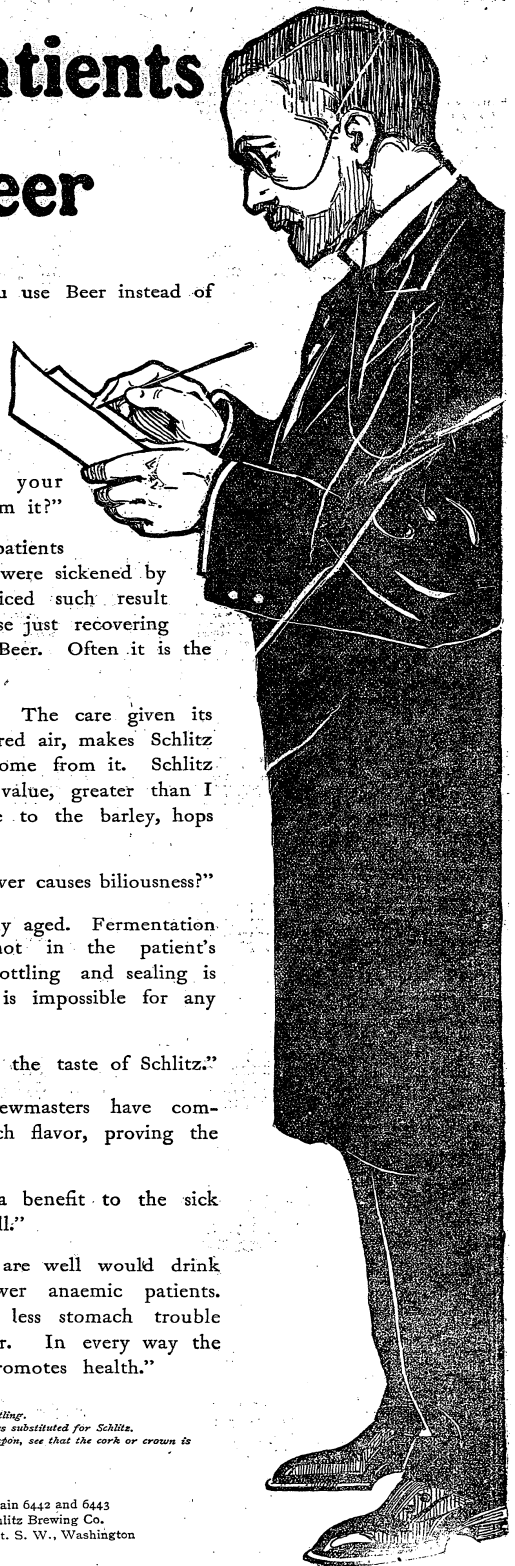 atients
eer
u use Beer instead of
your
m it?”
patients
were sickened by
iced such result
se just recovering
Beer. Often it is the
The care given its
red air, makes Schlitz
ome from it. Schlitz
value, greater than I
e to the barley, hops
ver causes biliousness?”
y aged. Fermentation
not in the patient’s
ottling and sealing is
is impossible for any
the taste of Schlitz.”
ewmasters have com-
ch flavor, proving the
a benefit to the sick
ll.”
are well would drink
wer anaemic patients.
less stomach trouble
r. In every way the
romotes health.”
tling.
s substituted for Schlitz.
pon, see that the cork or crown is
ain 6442 and 6443
hlitz Brewing Co.
t. S. W., Washington